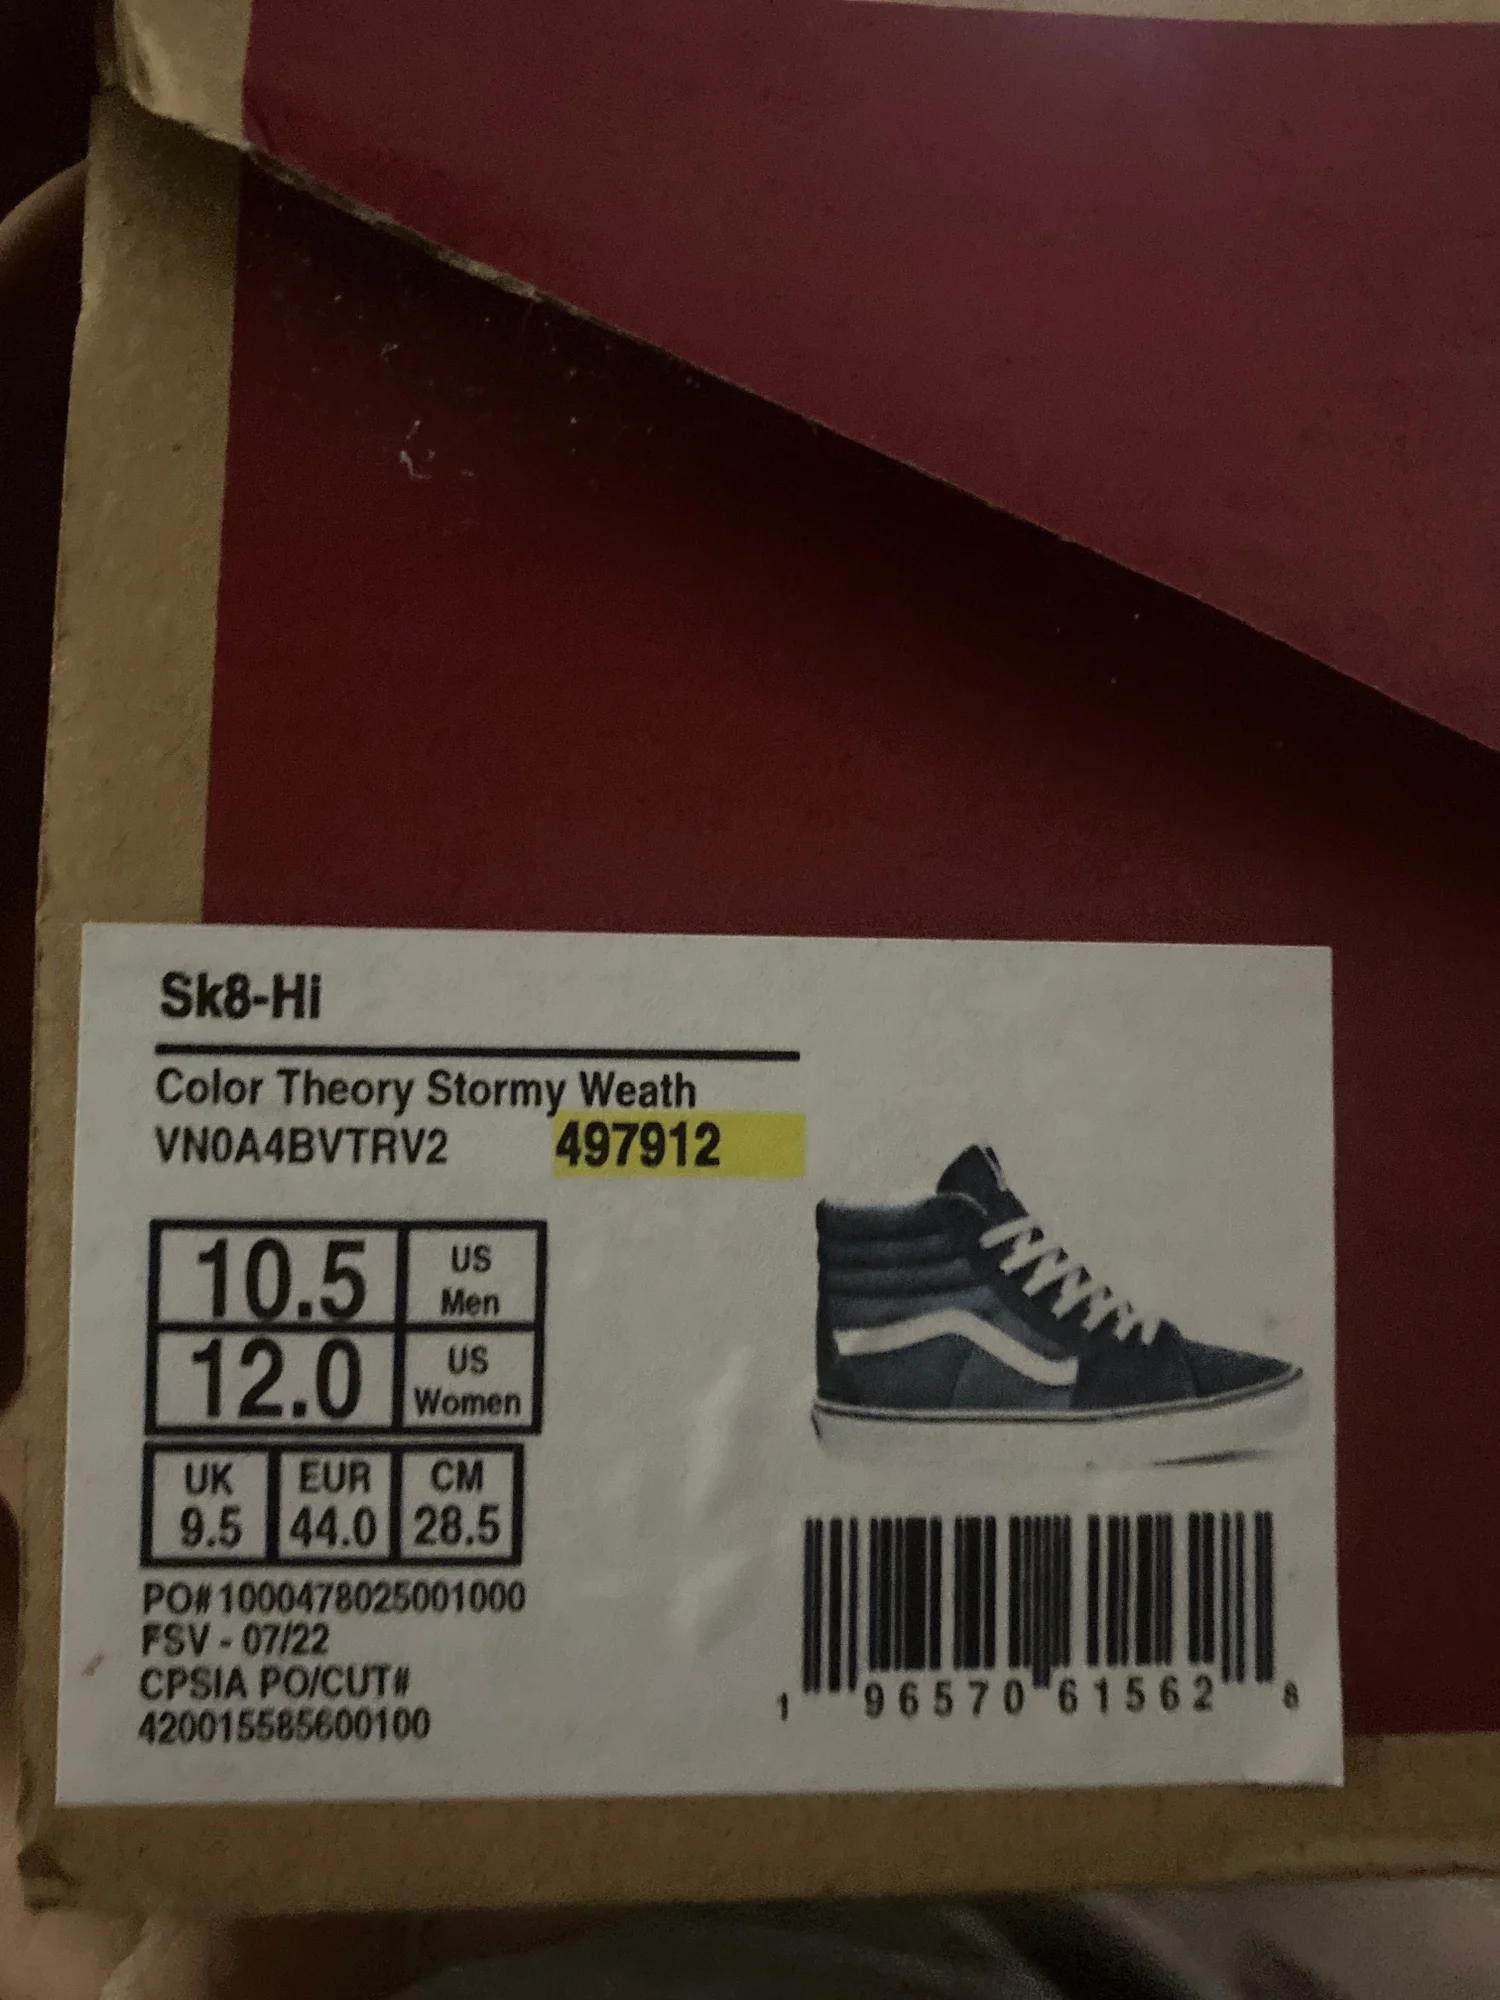 Sk8-Hi
Color Theory Stormy Weath
VN0A4BVTRV2 497912
10.5 US Men
12.0 US Women
UK EUR CM
9.5 44.0 28.5
PO# 1000478025001000
FSV - 07/22
CPSIA PO/CUT#
420015585600100
1 96570 61562 8